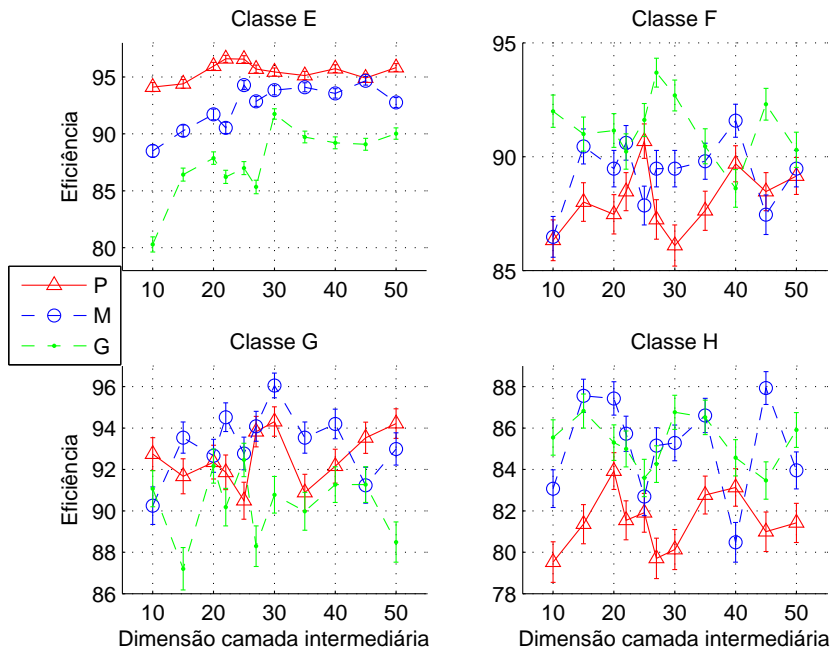 Classe E
Eficiência
95
90
85
80
10 20 30 40 50
Classe F
95
90
85
10 20 30 40 50
P
M
G
Classe G
Eficiência
96
94
92
90
88
86
10 20 30 40 50
Dimensão camada intermediária
Classe H
88
86
84
82
80
78
10 20 30 40 50
Dimensão camada intermediária